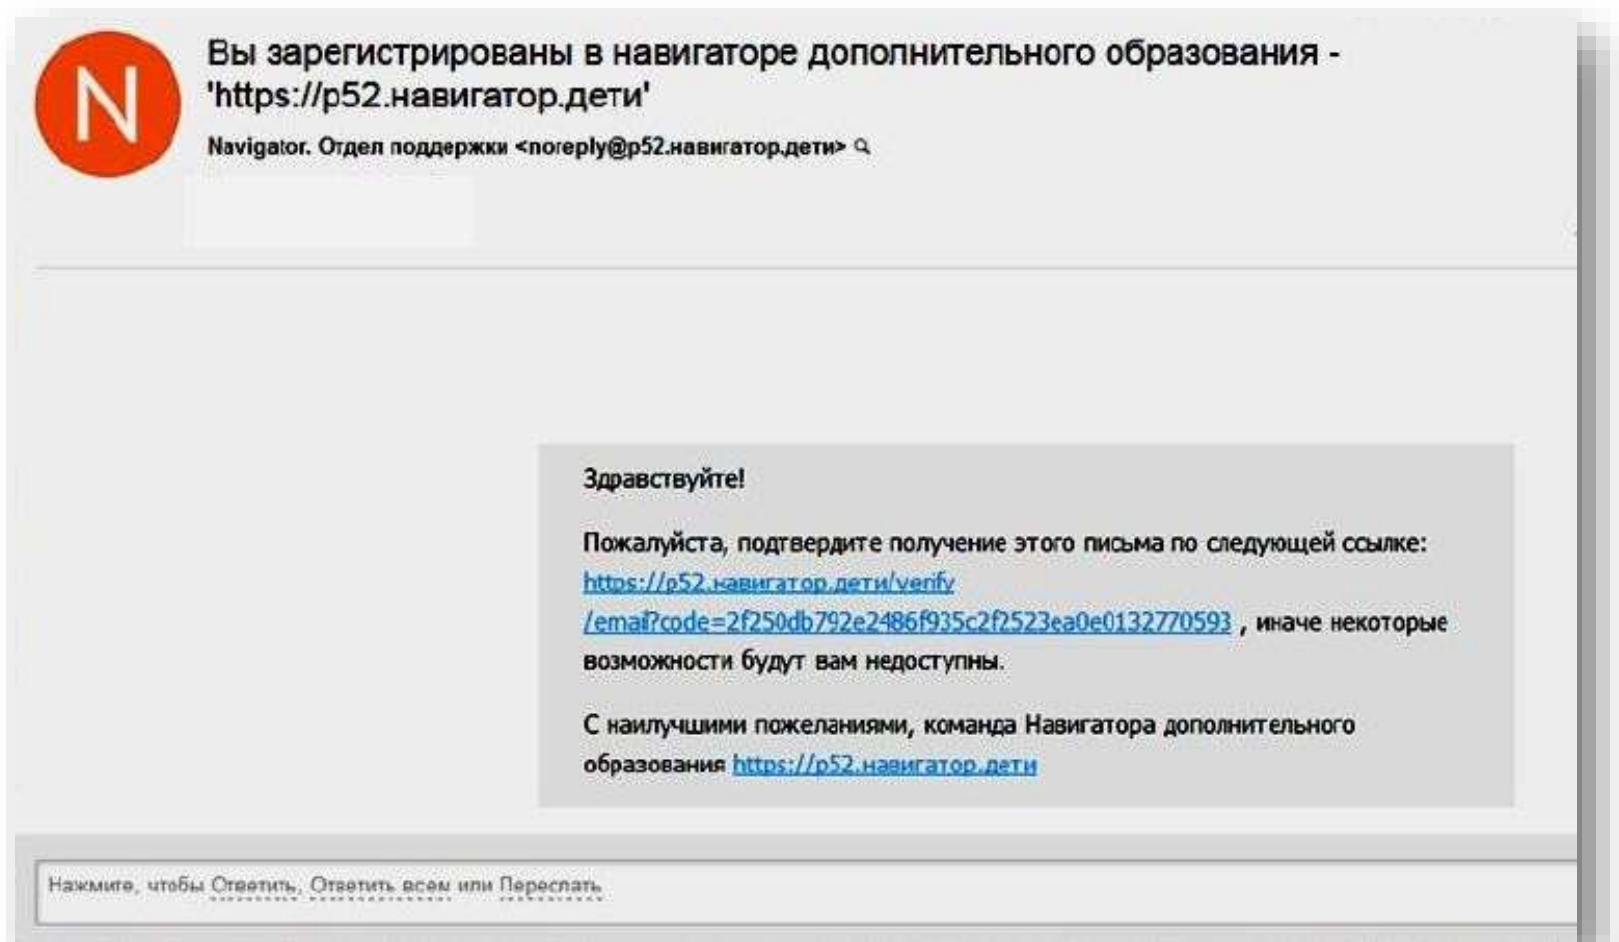 N
Вы зарегистрированы в навигаторе дополнительного образования -
'https://р52.навигатор.дети'
Navigator. Отдел поддержки <noreply@р52.навигатор.дети>
Здравствуйте!
Пожалуйста, подтвердите получение этого письма по следующей ссылке:
https://р52.навигатор.дети/verify
/email?code=2f250db792e2486f935c2f2523ea0e0132770593 , иначе некоторые
возможности будут вам недоступны.
С наилучшими пожеланиями, команда Навигатора дополнительного
образования https://р52.навигатор.дети
Нажмите, чтобы Ответить, Ответить всем или Переслать